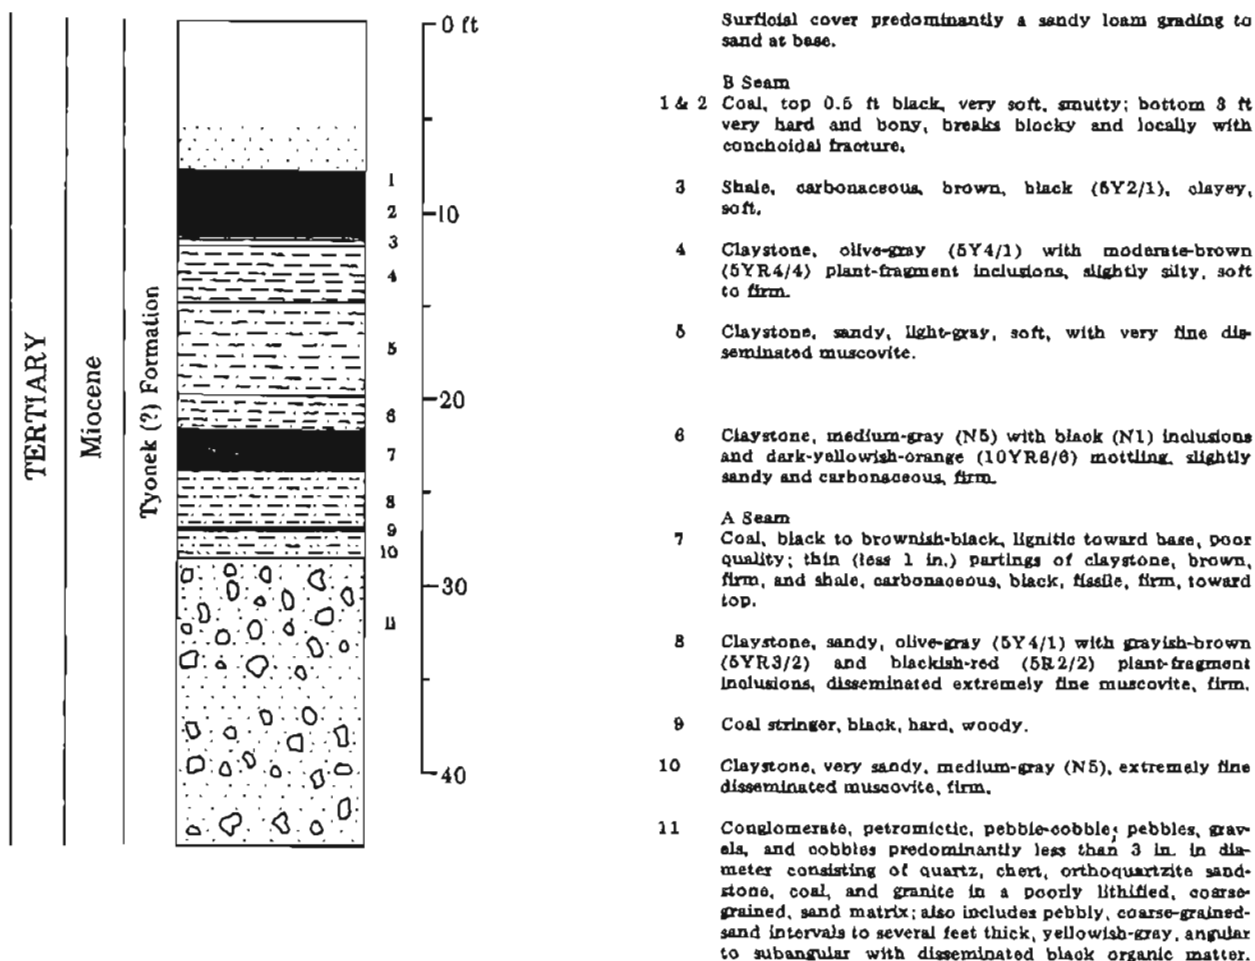 TERTIARY
Miocene
Tyonek (?) Formation
0 ft
10
20
30
40
1
2
3
4
5
6
7
8
9
10
11
Surficial cover predominantly a sandy loam grading to
sand at base.
B Seam
1 & 2 Coal, top 0.5 ft black, very soft, smutty; bottom 3 ft
very hard and bony, breaks blocky and locally with
conchoidal fracture.
3 Shale, carbonaceous, brown, black (5Y2/1), clayey,
soft.
4 Claystone, olive-gray (5Y4/1) with moderate-brown
(5YR4/4) plant-fragment inclusions, slightly silty, soft
to firm.
5 Claystone, sandy, light-gray, soft, with very fine dis-
seminated muscovite.
6 Claystone, medium-gray (N5) with black (N1) inclusions
and dark-yellowish-orange (10YR6/6) mottling, slightly
sandy and carbonaceous, firm.
A Seam
7 Coal, black to brownish-black, lignitic toward base, poor
quality; thin (less 1 in.) partings of claystone, brown,
firm, and shale, carbonaceous, black, fissile, firm, toward
top.
8 Claystone, sandy, olive-gray (5Y4/1) with grayish-brown
(5YR3/2) and blackish-red (5R2/2) plant-fragment
inclusions, disseminated extremely fine muscovite, firm.
9 Coal stringer, black, hard, woody.
10 Claystone, very sandy, medium-gray (N5), extremely fine
disseminated muscovite, firm.
11 Conglomerate, petromictic, pebble-cobble; pebbles, grav-
els, and cobbles predominantly less than 3 in. in dia-
meter consisting of quartz, chert, orthoquartzite sand-
stone, coal, and granite in a poorly lithified, coarse-
grained, sand matrix; also includes pebbly, coarse-grained-
sand intervals to several feet thick, yellowish-gray, angular
to subangular with disseminated black organic matter.